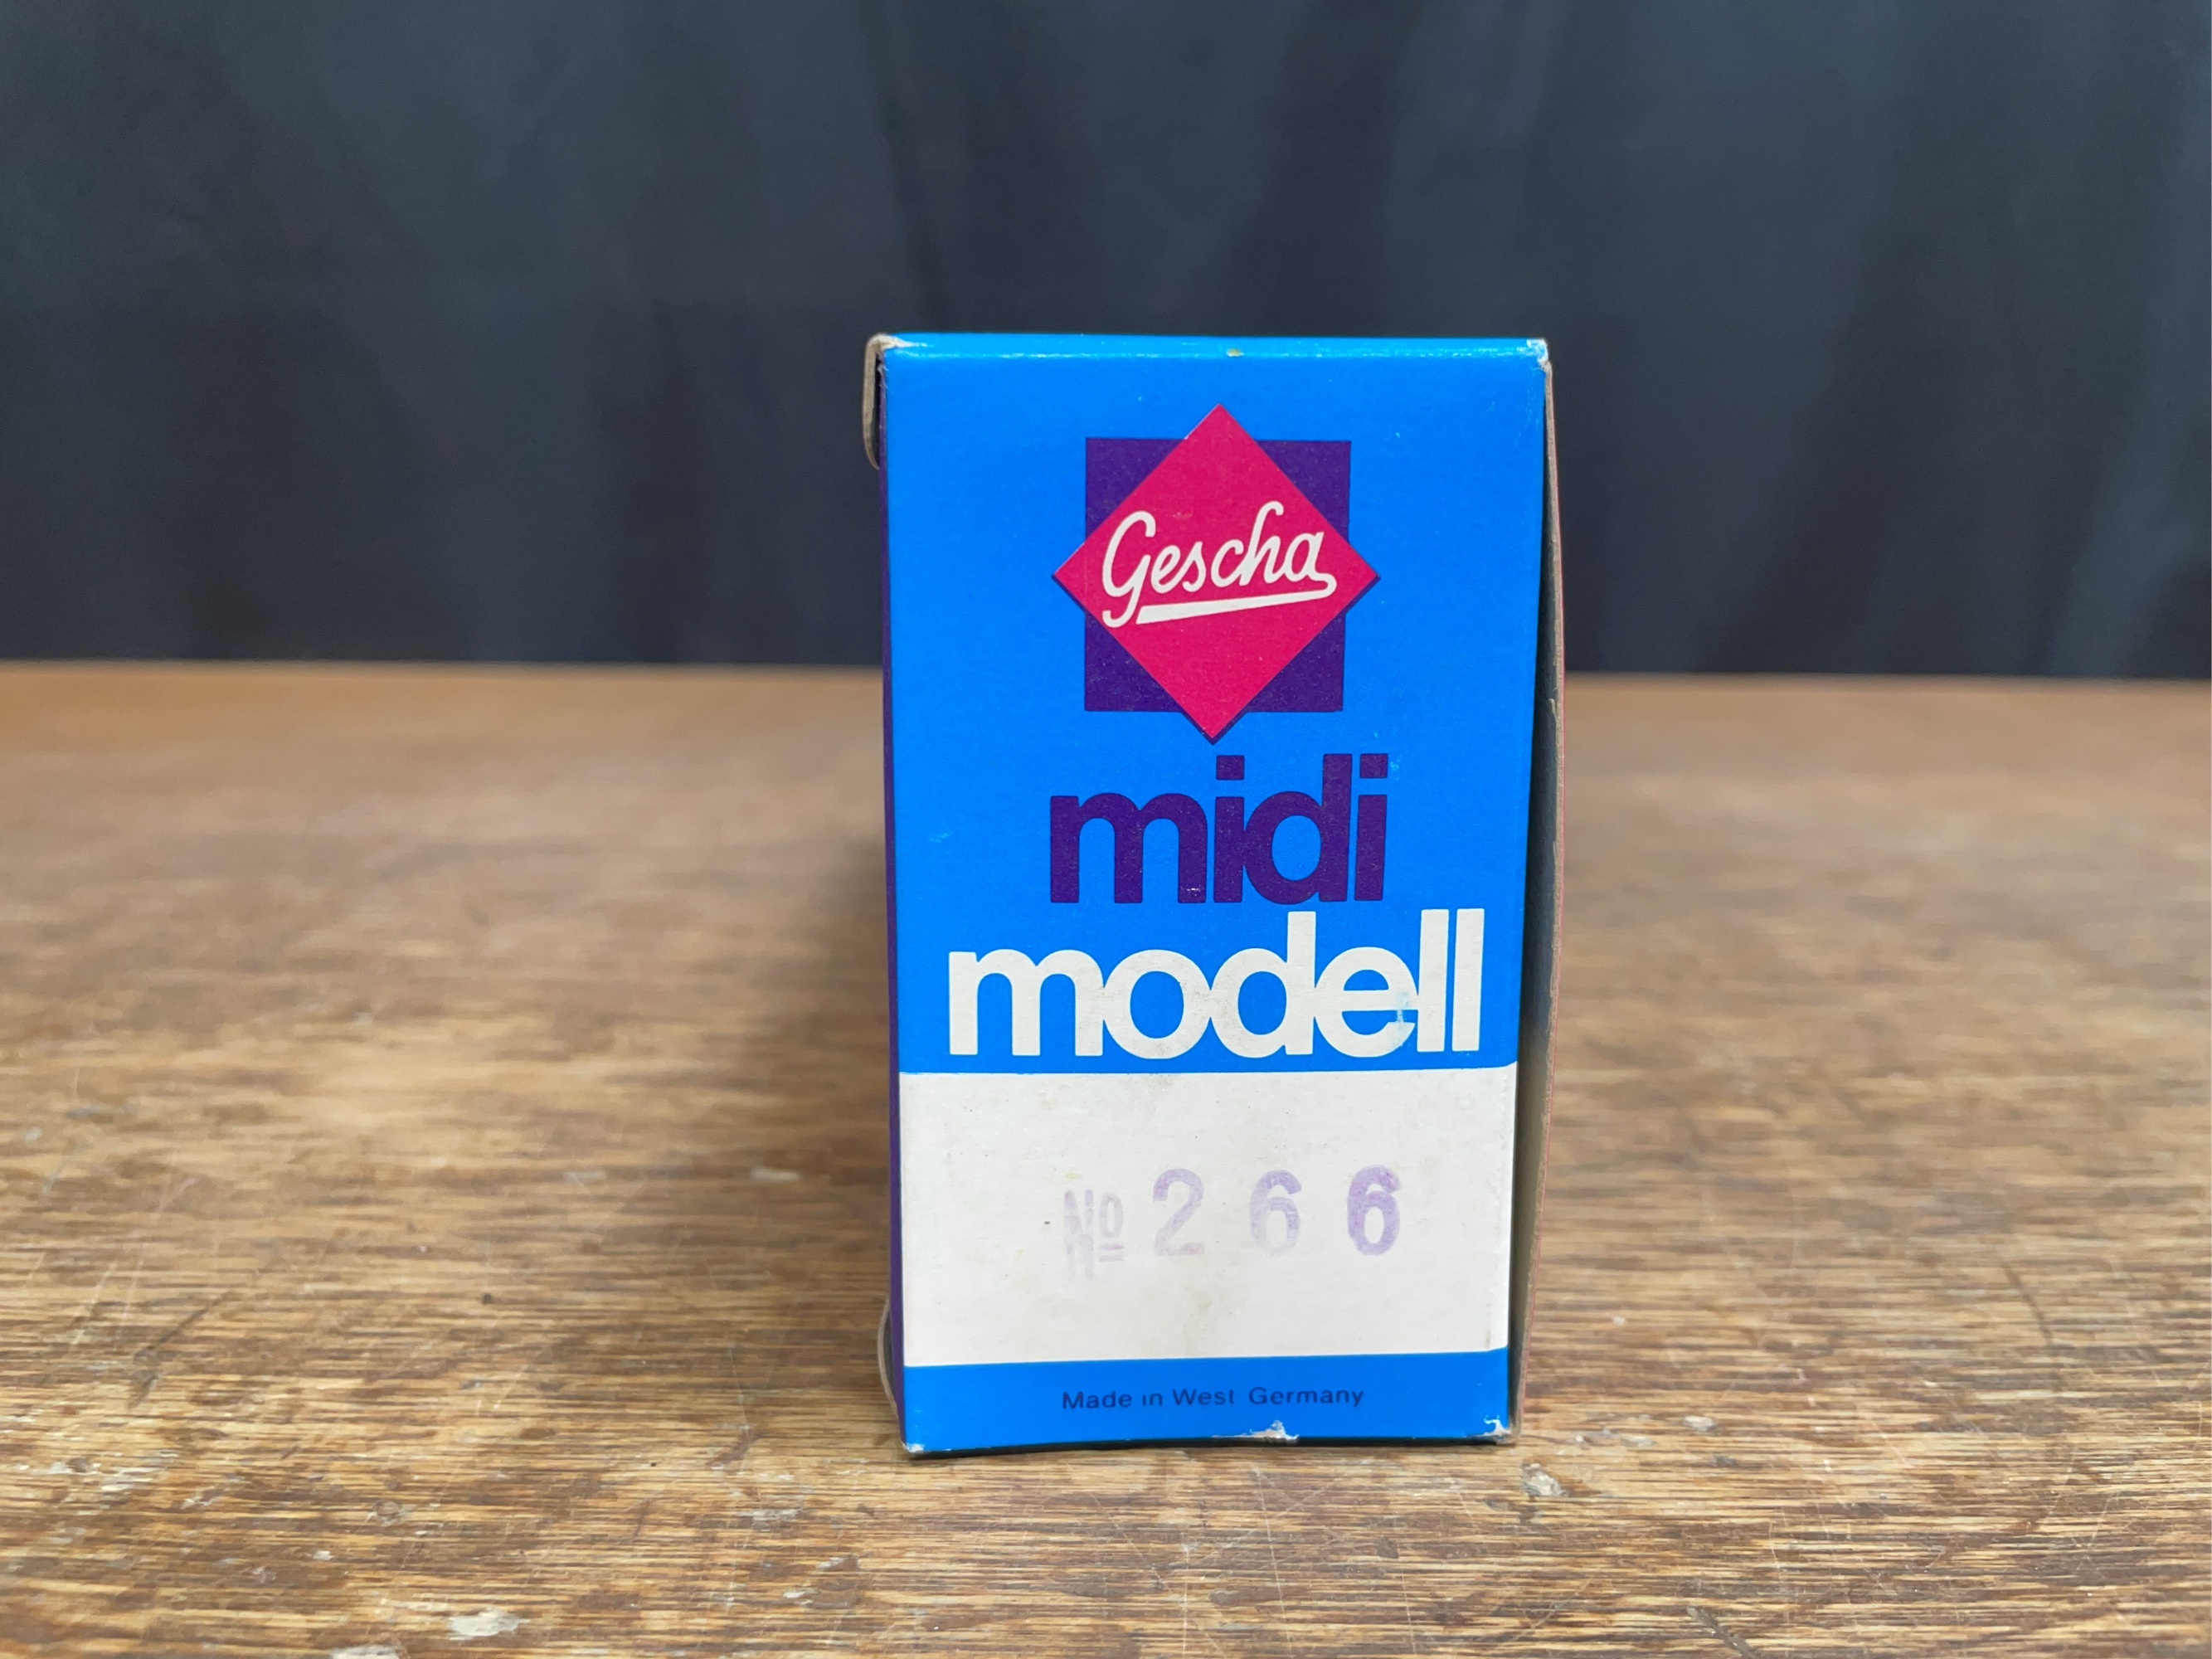 Gescha
midi
modell
№ 266
Made in West Germany